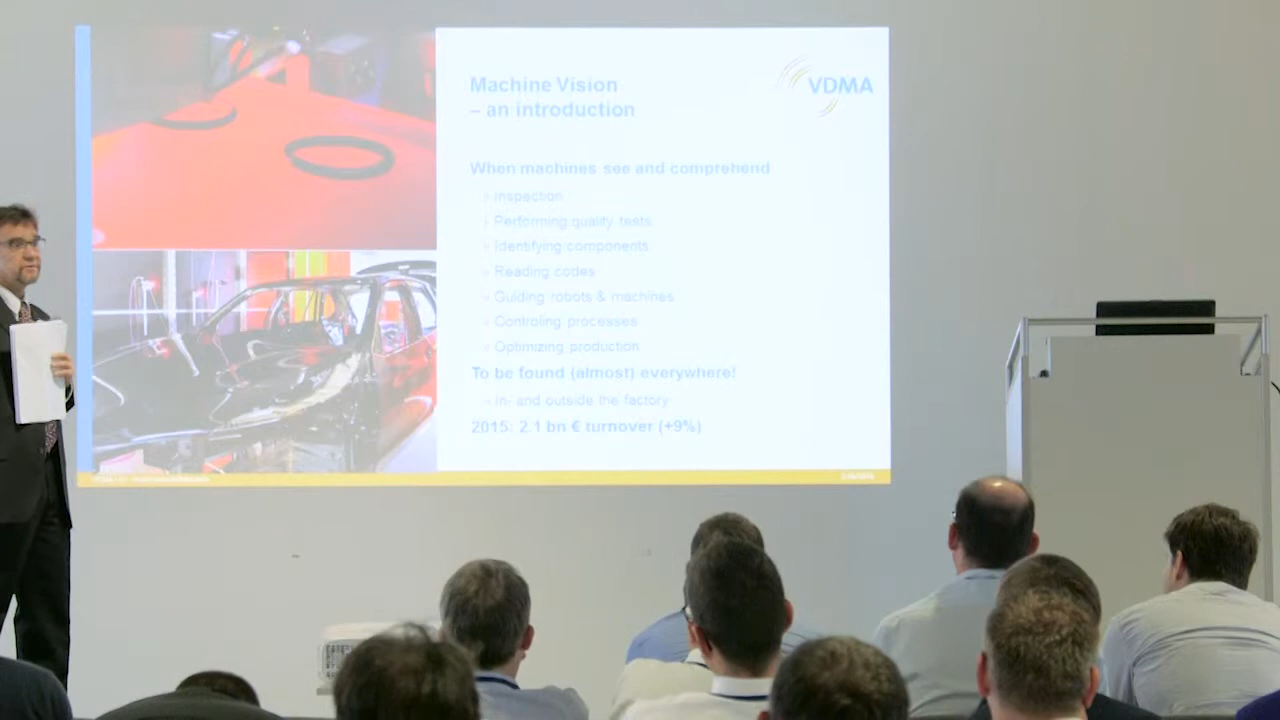 Machine Vision
– an introduction
VDMA
When machines see and comprehend
» Inspection
» Performing quality tests
» Identifying components
» Reading codes
» Guiding robots & machines
» Controling processes
» Optimizing production
To be found (almost) everywhere!
» In- and outside the factory
2015: 2.1 bn € turnover (+9%)